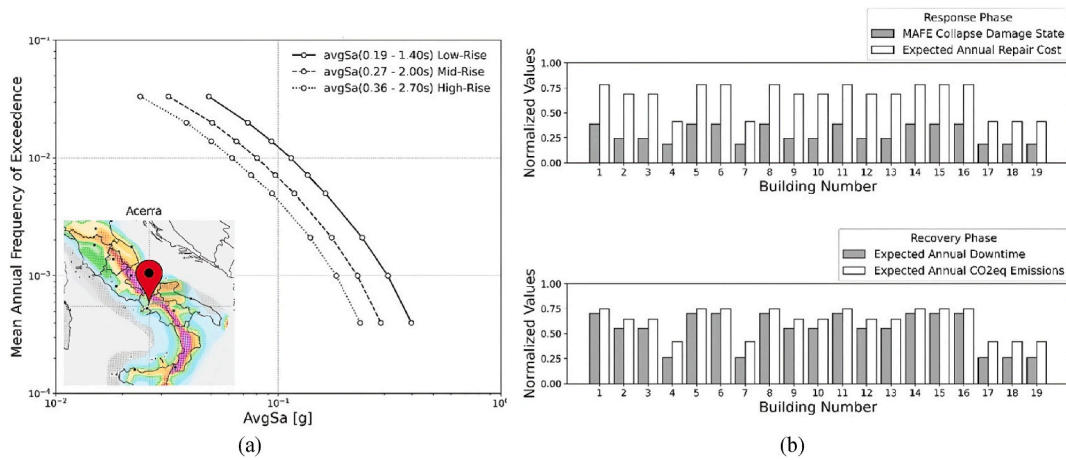 10⁻¹
10⁻²
10⁻³
10⁻⁴
Mean Annual Frequency of Exceedence
avgSa(0.19 - 1.40s) Low-Rise
avgSa(0.27 - 2.00s) Mid-Rise
avgSa(0.36 - 2.70s) High-Rise
Acerra
10⁻² 10⁻¹ 10⁰
AvgSa [g]
(a)
Response Phase
MAFE Collapse Damage State
Expected Annual Repair Cost
Normalized Values
1.00
0.75
0.50
0.25
0.00
1 2 3 4 5 6 7 8 9 10 11 12 13 14 15 16 17 18 19
Building Number
Recovery Phase
Expected Annual Downtime
Expected Annual CO2eq Emissions
Normalized Values
1.00
0.75
0.50
0.25
0.00
1 2 3 4 5 6 7 8 9 10 11 12 13 14 15 16 17 18 19
Building Number
(b)